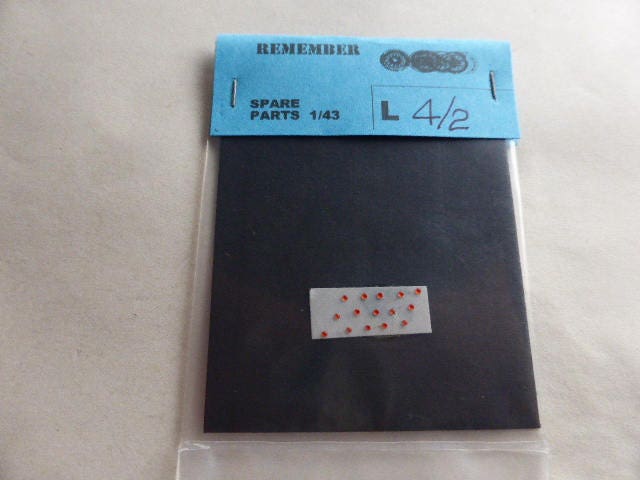 REMEMBER
SPARE
PARTS 1/43
L 4/2